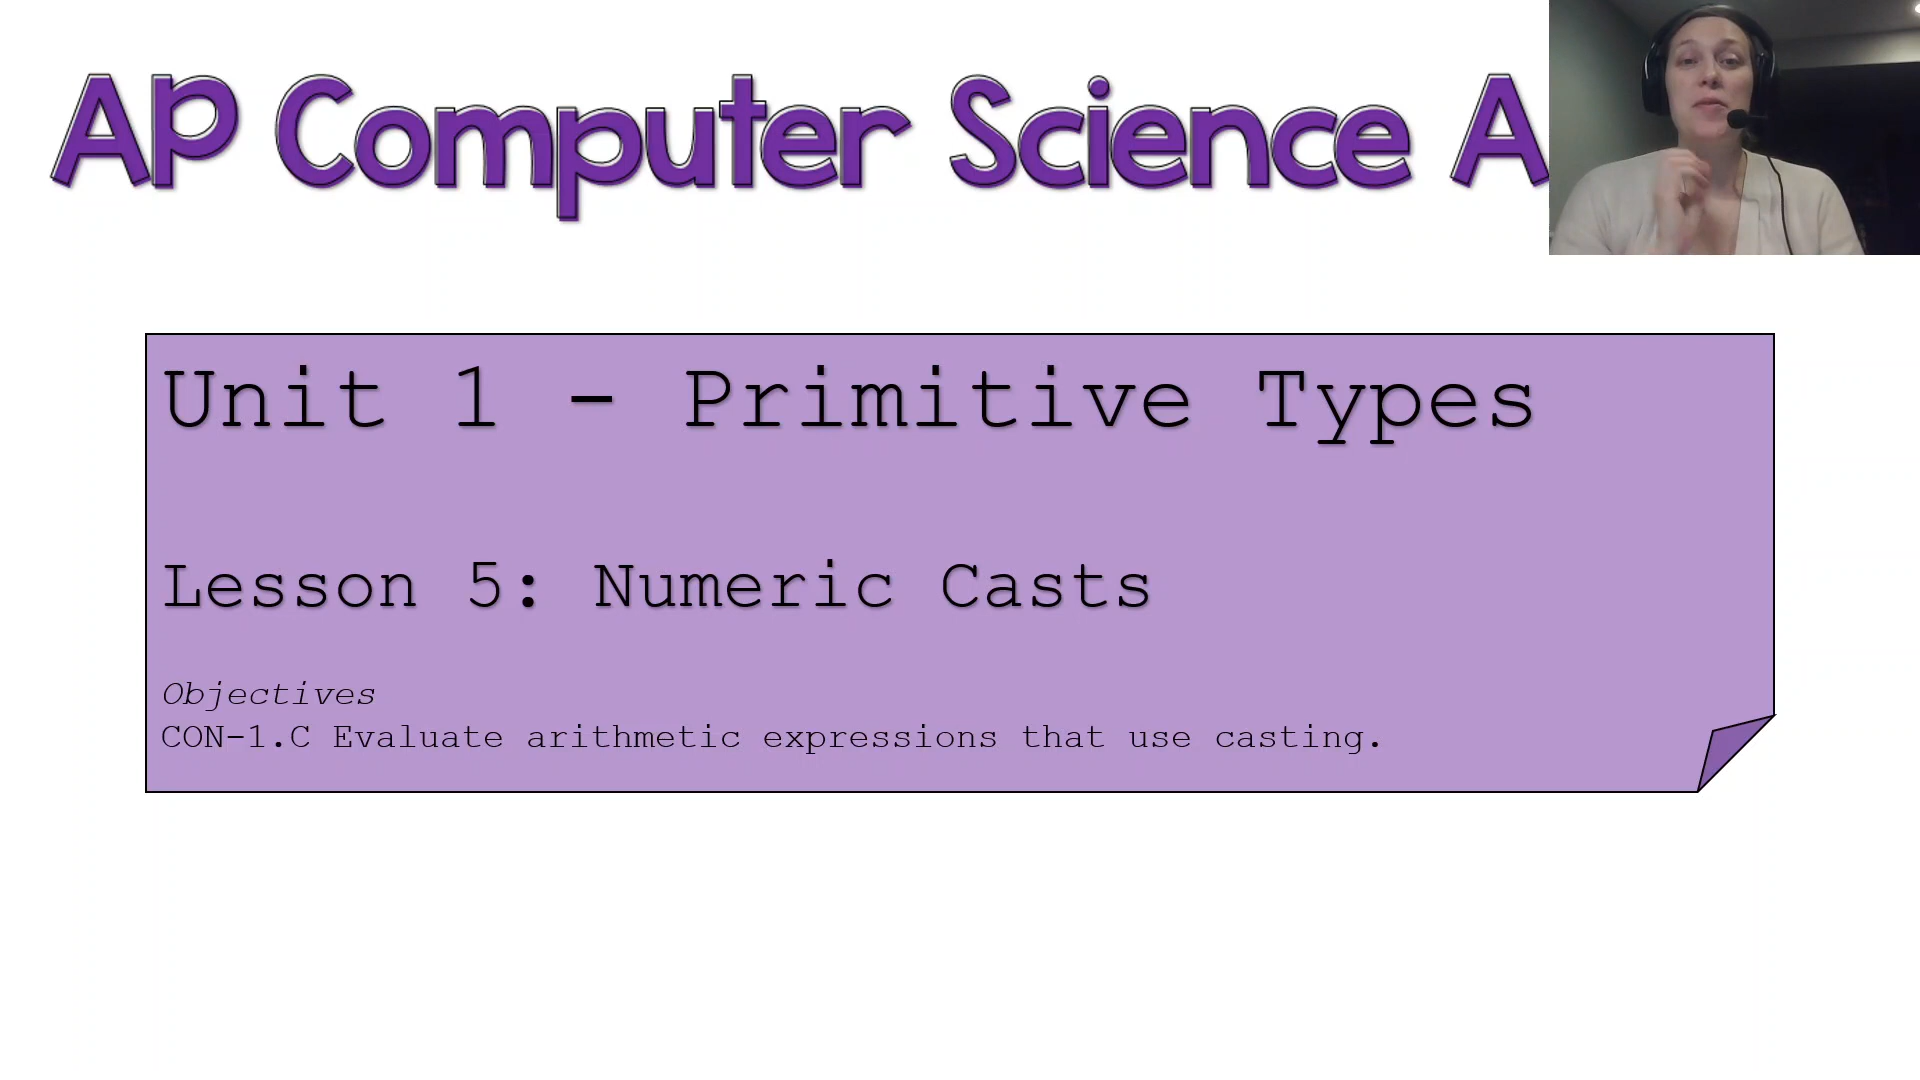 Ap Computer Science A
Unit 1 - Primitive Types
Lesson 5: Numeric Casts
Objectives
CON-1.C Evaluate arithmetic expressions that use casting.